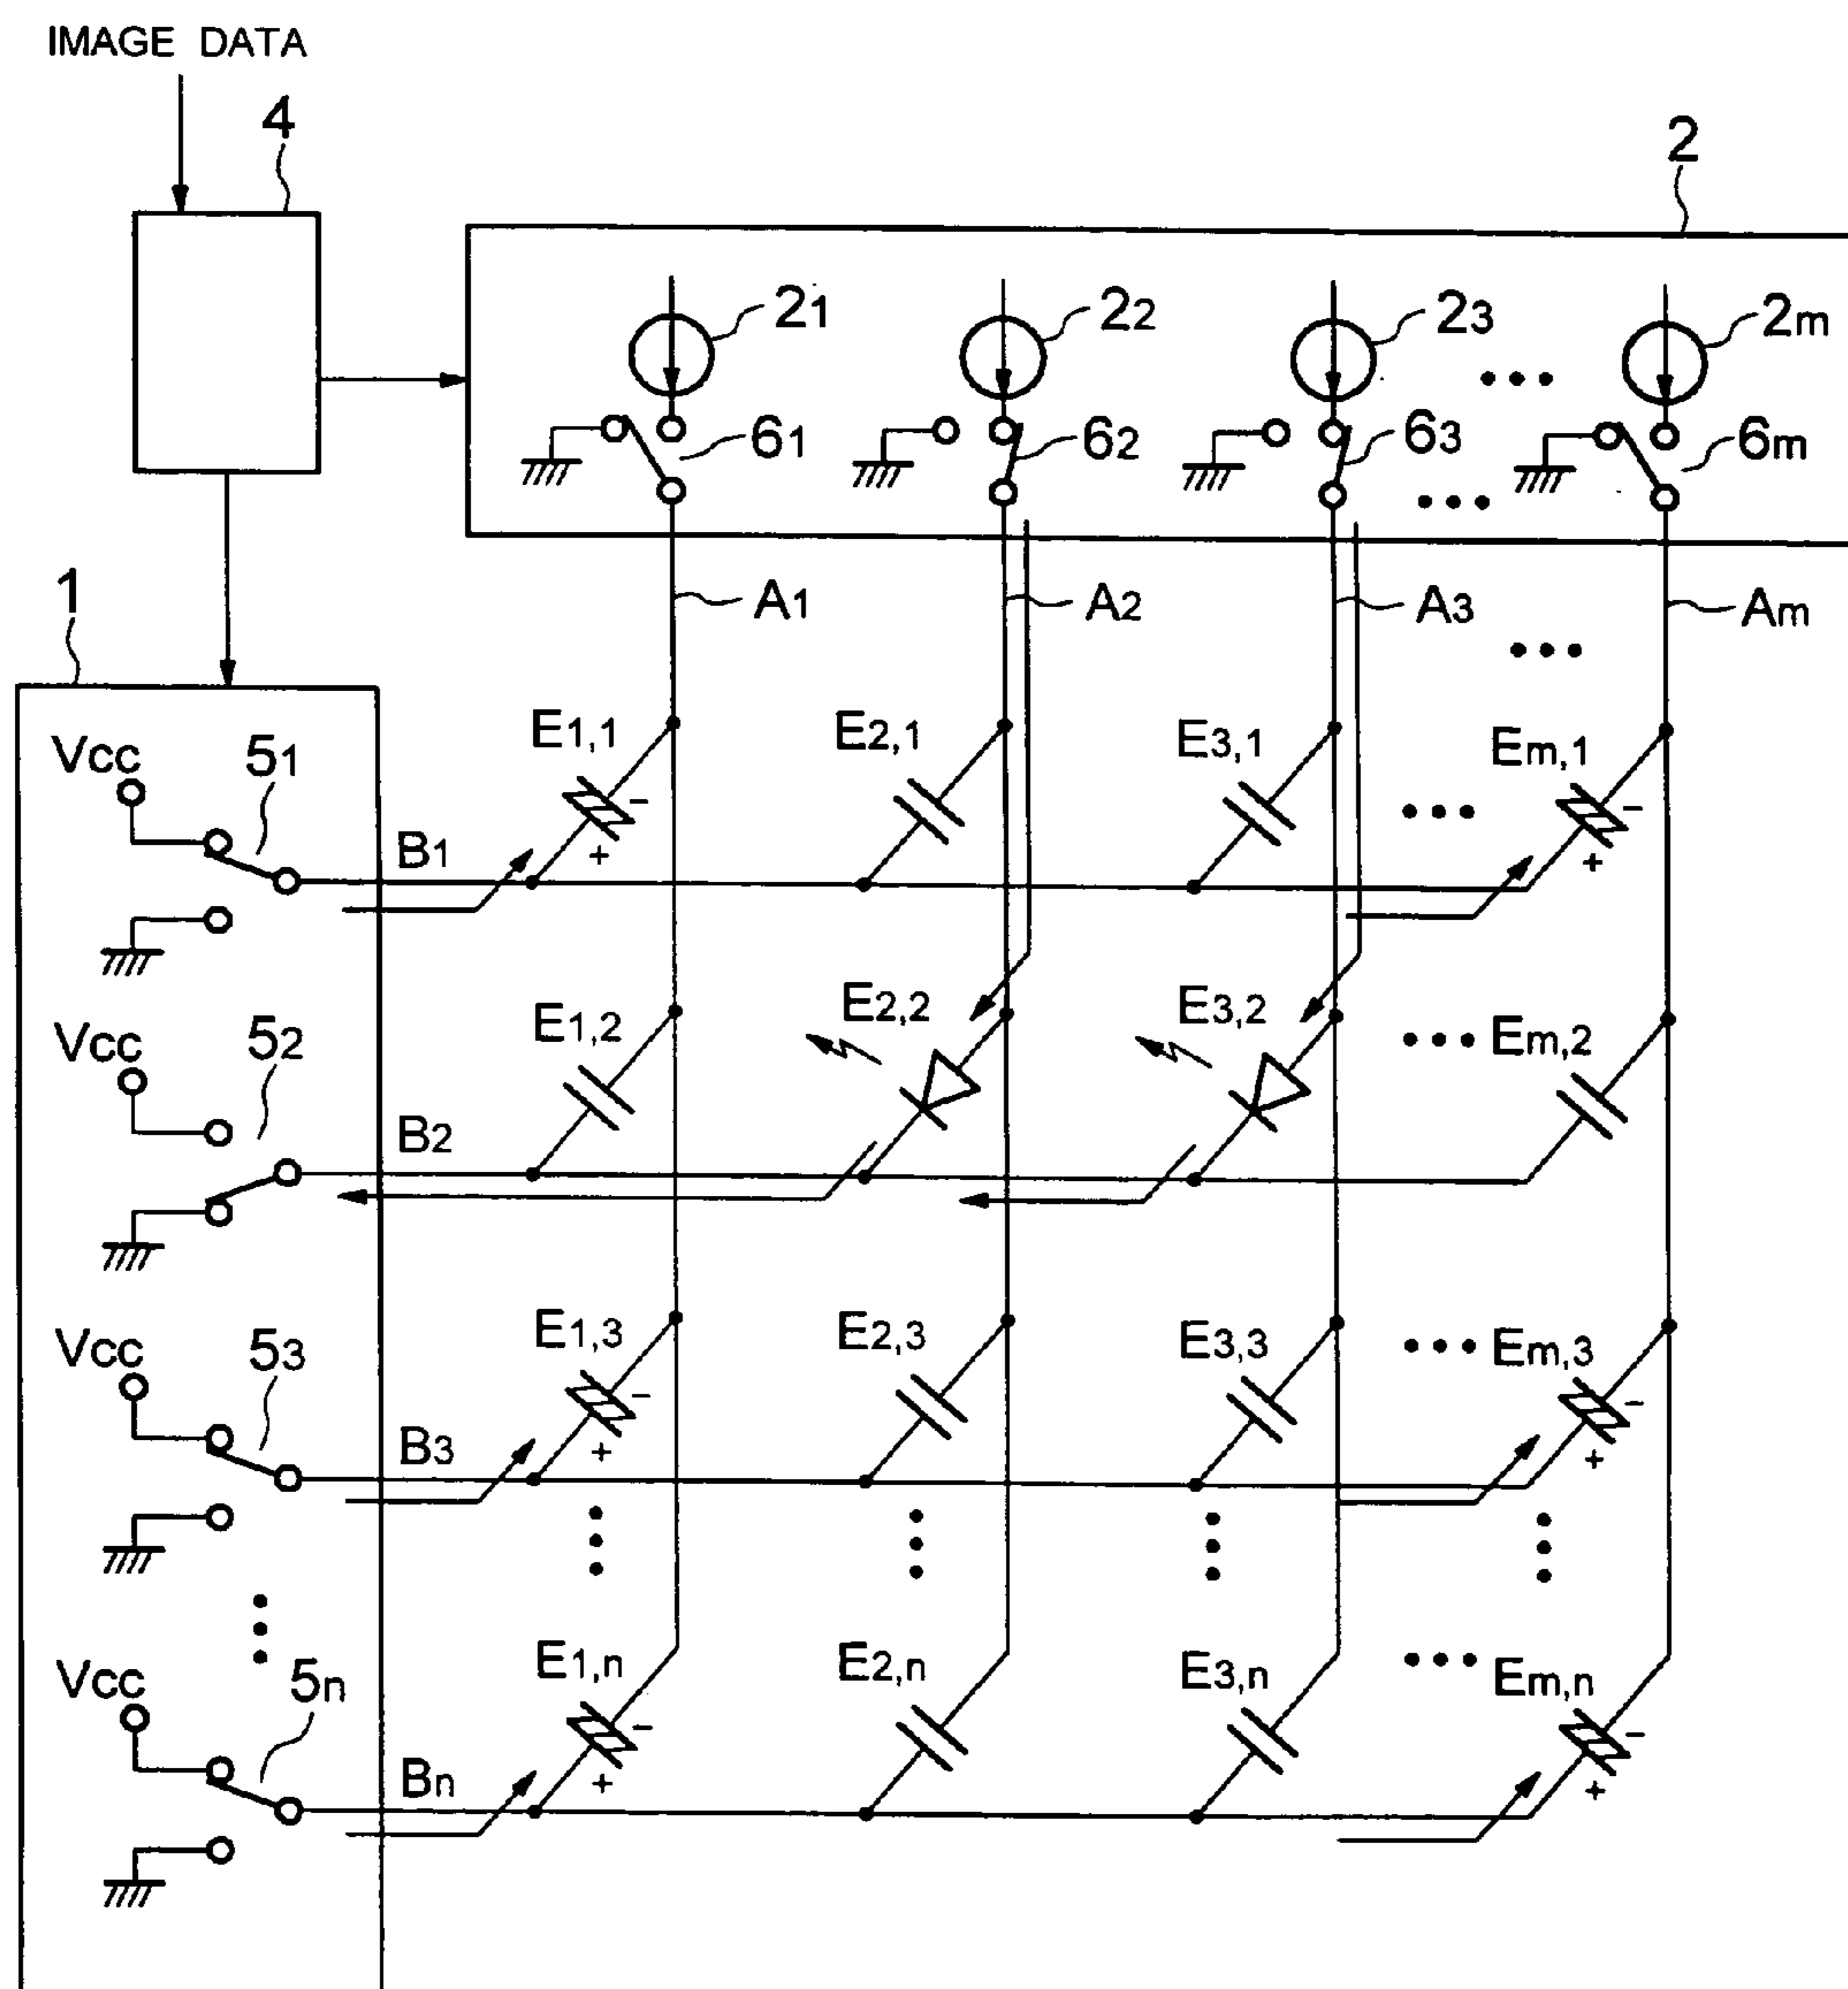 IMAGE DATA
4
2
21 22 23 ••• 2m
61 62 63 ••• 6m
1
A1 A2 A3 ••• Am
E1,1 E2,1 E3,1 ••• Em,1
Vcc 51
B1
- -
+ +
E1,2 E2,2 E3,2 ••• Em,2
Vcc 52
B2
E1,3 E2,3 E3,3 ••• Em,3
Vcc 53
B3
- -
+ +
E1,n E2,n E3,n ••• Em,n
Vcc 5n
Bn
- -
+ +